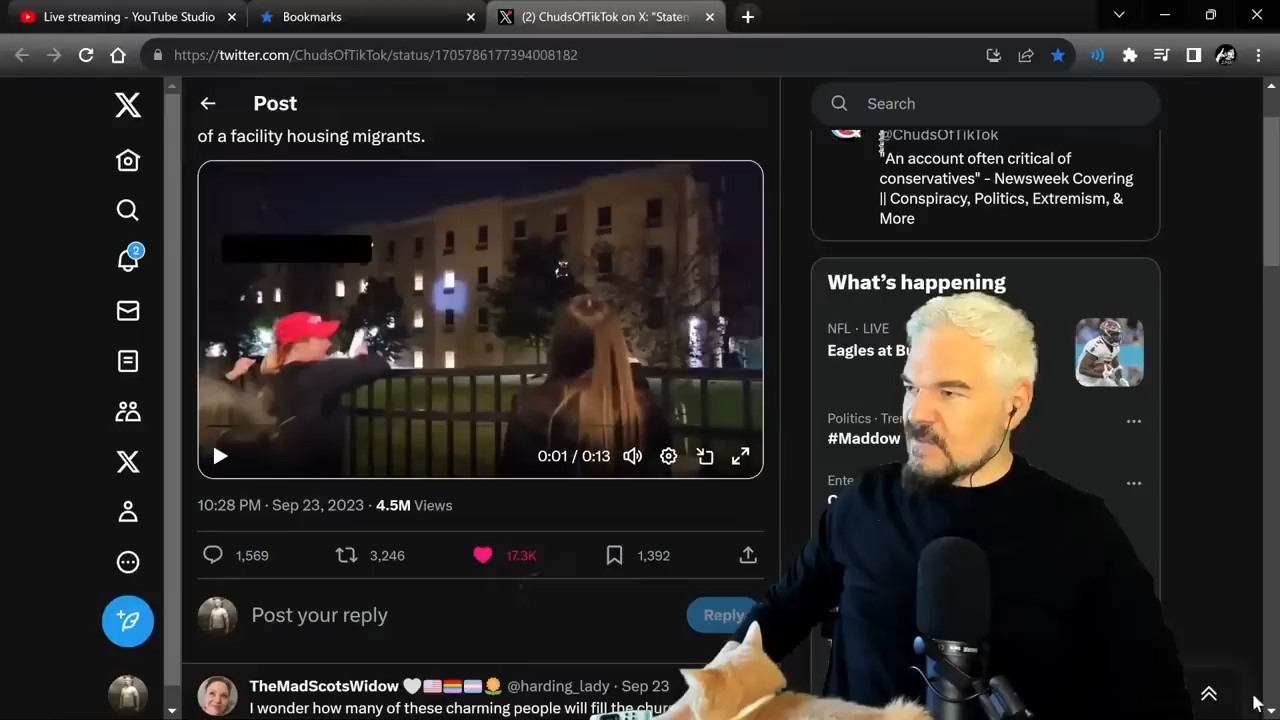 Live streaming - YouTube Studio
Bookmarks
(2) ChudsOfTikTok on X: "Staten
https://twitter.com/ChudsOfTikTok/status/1705786177394008182
Post
Search
of a facility housing migrants.
@ChudsOfTikTok
"An account often critical of
conservatives" - Newsweek Covering
|| Conspiracy, Politics, Extremism, &
More
What's happening
NFL · LIVE
Eagles at Bu
Politics · Tren
#Maddow
Ente
2
0:01 / 0:13
10:28 PM · Sep 23, 2023 · 4.5M Views
1,569
3,246
17.3K
1,392
Post your reply
Reply
TheMadScotsWidow @harding_lady · Sep 23
I wonder how many of these charming people will fill the chur